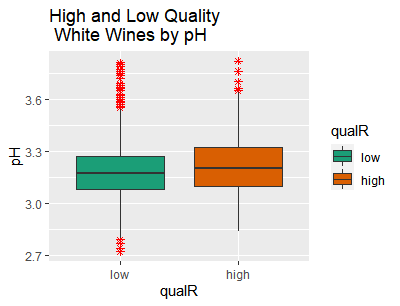 High and Low Quality
White Wines by pH
pH
3.6
3.3
3.0
2.7
low
high
qualR
qualR
low
high